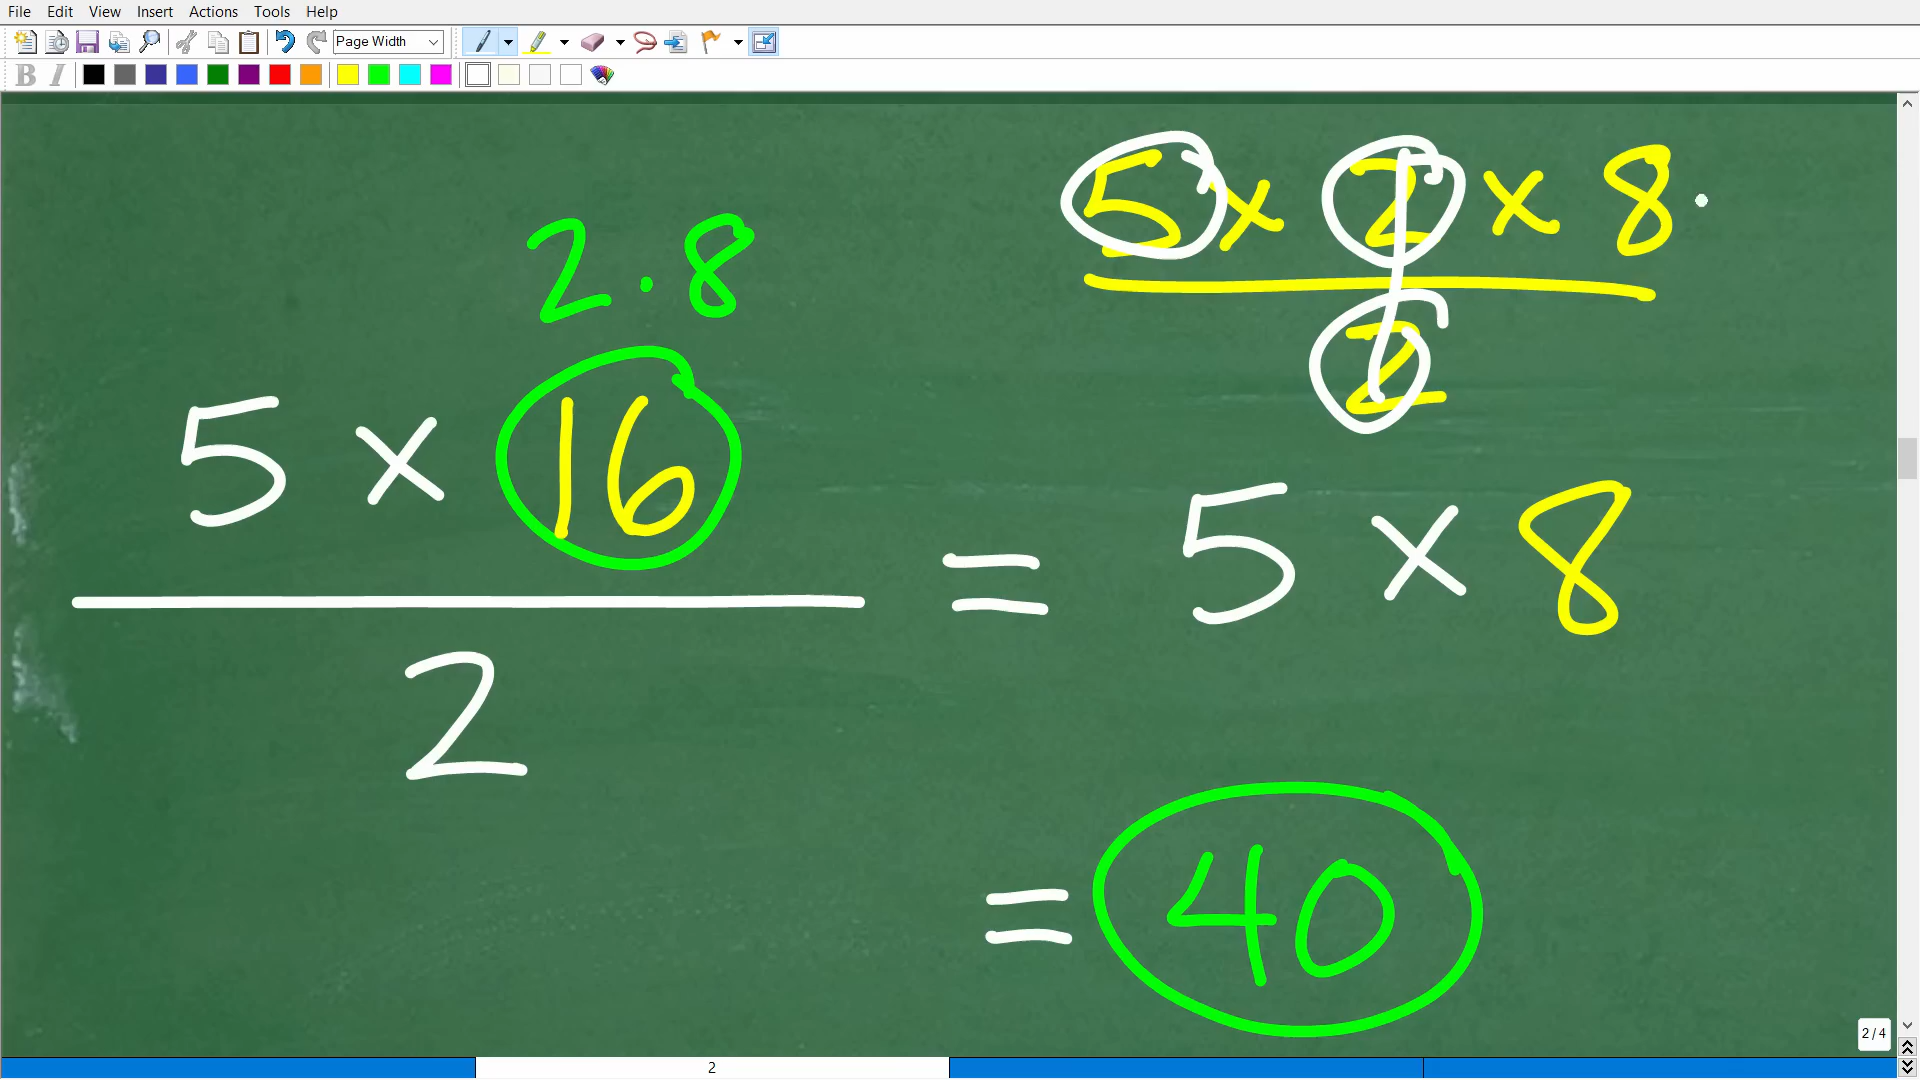 File Edit View Insert Actions Tools Help
Page Width
B I
5 x 2 x 8
2
2 · 8
5 x 16
2
= 5 x 8
= 40
2 / 4
2